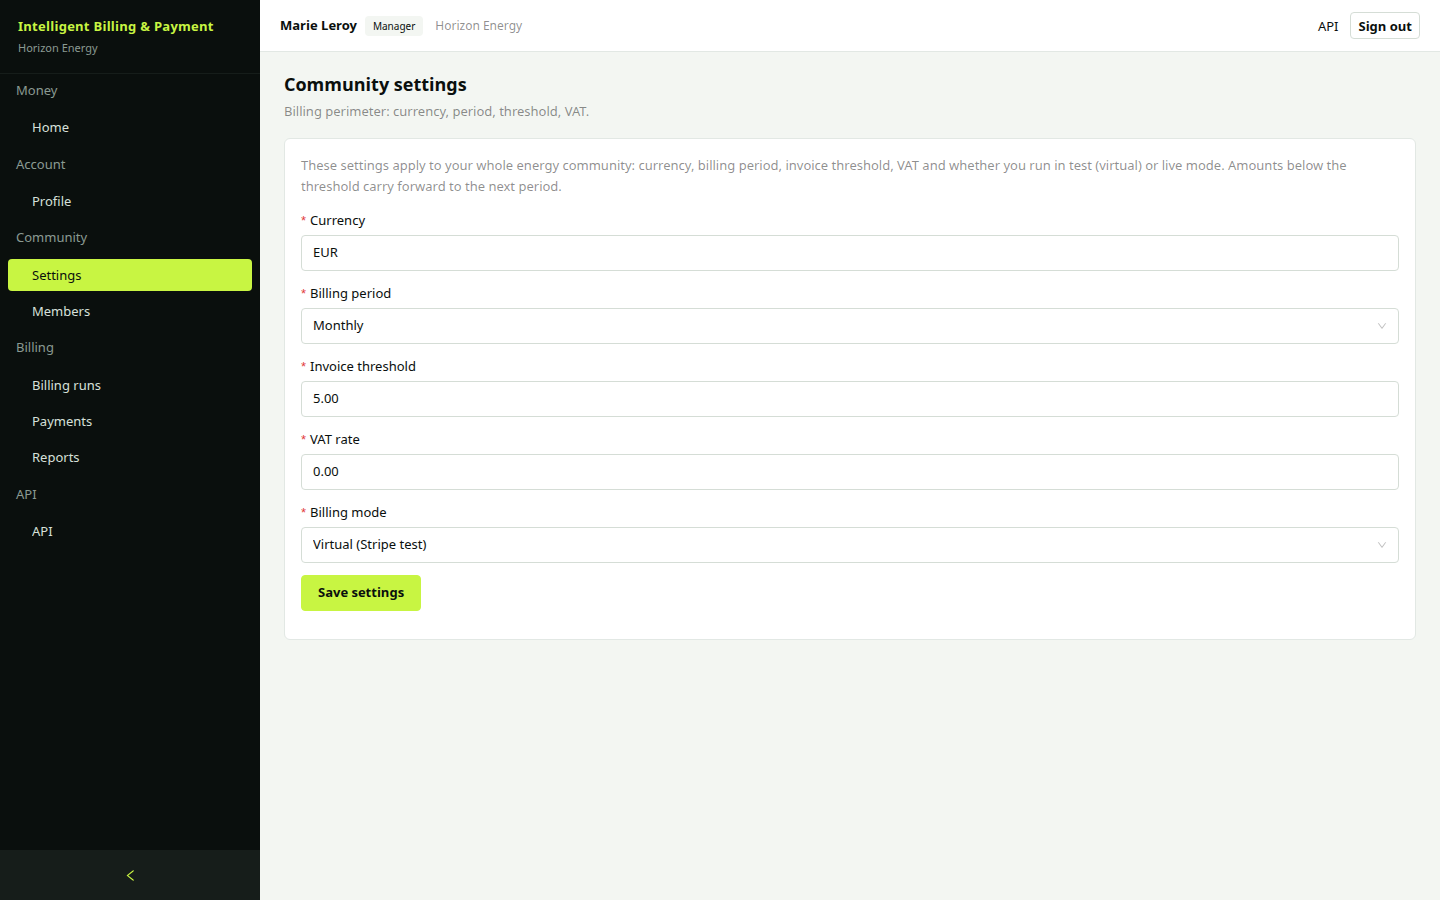 Intelligent Billing & Payment
Horizon Energy
Money
Home
Account
Profile
Community
Settings
Members
Billing
Billing runs
Payments
Reports
API
API
Marie Leroy Manager Horizon Energy
API Sign out
Community settings
Billing perimeter: currency, period, threshold, VAT.
These settings apply to your whole energy community: currency, billing period, invoice threshold, VAT and whether you run in test (virtual) or live mode. Amounts below the
threshold carry forward to the next period.
* Currency
EUR
* Billing period
Monthly
* Invoice threshold
5.00
* VAT rate
0.00
* Billing mode
Virtual (Stripe test)
Save settings